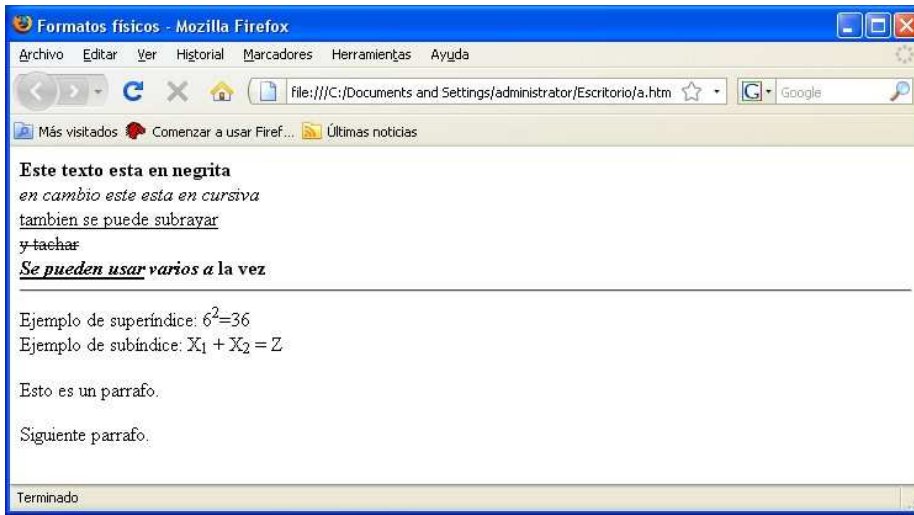 Formatos físicos - Mozilla Firefox
Archivo Editar Ver Historial Marcadores Herramientas Ayuda
file:///C:/Documents and Settings/administrator/Escritorio/a.htm G Google
Más visitados Comenzar a usar Firef... Últimas noticias
Este texto esta en negrita
en cambio este esta en cursiva
tambien se puede subrayar
y tachar
Se pueden usar varios a la vez
Ejemplo de superíndice: 6²=36
Ejemplo de subíndice: X₁ + X₂ = Z
Esto es un parrafo.
Siguiente parrafo.
Terminado